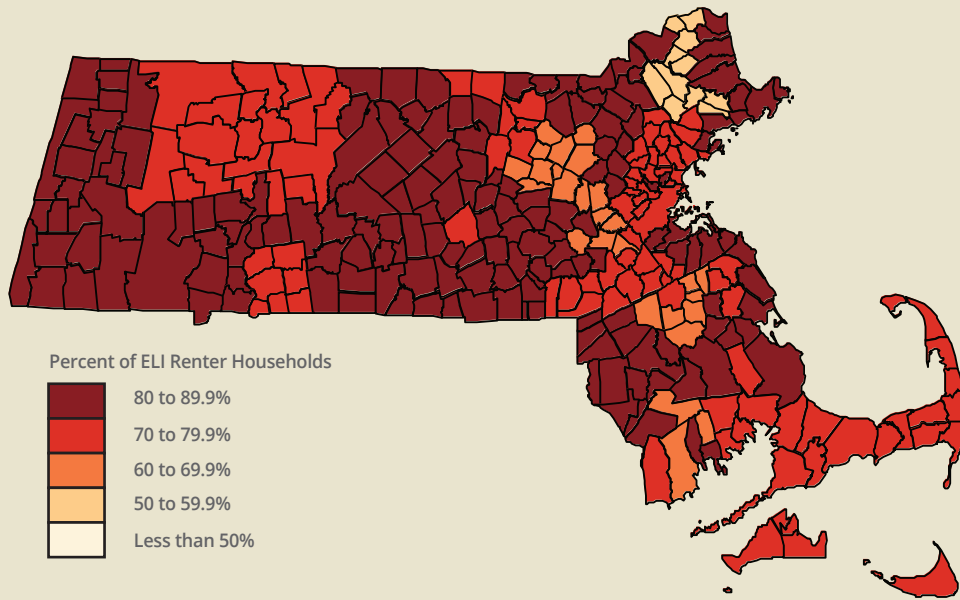 Percent of ELI Renter Households
80 to 89.9%
70 to 79.9%
60 to 69.9%
50 to 59.9%
Less than 50%